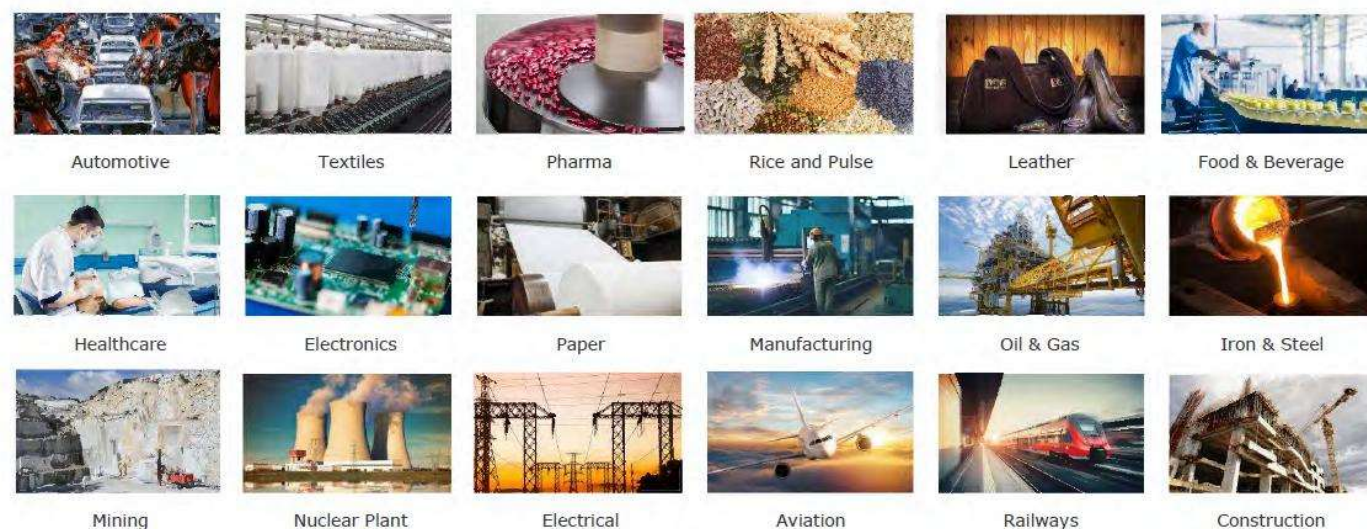 Automotive
Textiles
Pharma
Rice and Pulse
Leather
Food & Beverage
Healthcare
Electronics
Paper
Manufacturing
Oil & Gas
Iron & Steel
Mining
Nuclear Plant
Electrical
Aviation
Railways
Construction